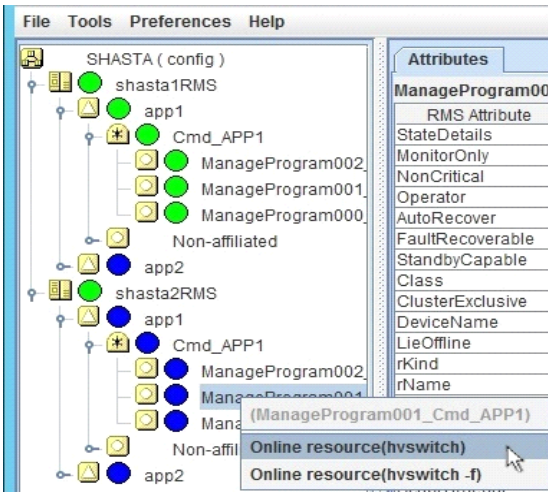 File Tools Preferences Help
SHASTA ( config )
shasta1RMS
app1
Cmd_APP1
ManageProgram002_
ManageProgram001_
ManageProgram000_
Non-affiliated
app2
shasta2RMS
app1
Cmd_APP1
ManageProgram002_
ManageProgram001
Mana
Non-affil
app2
Attributes
ManageProgram00
RMS Attribute
StateDetails
MonitorOnly
NonCritical
Operator
AutoRecover
FaultRecoverable
StandbyCapable
Class
ClusterExclusive
DeviceName
LieOffline
rKind
rName
(ManageProgram001_Cmd_APP1)
Online resource(hvswitch)
Online resource(hvswitch -f)